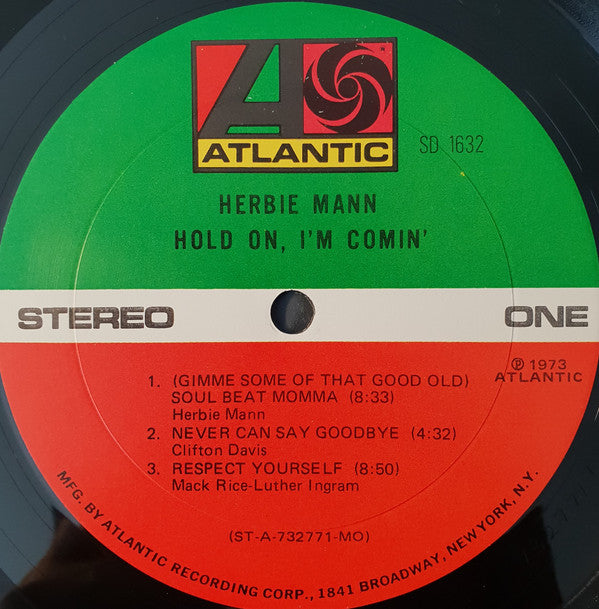 ATLANTIC
SD 1632
HERBIE MANN
HOLD ON, I'M COMIN'
STEREO
ONE
℗ 1973
ATLANTIC
1. (GIMME SOME OF THAT GOOD OLD)
SOUL BEAT MOMMA (8:33)
Herbie Mann
2. NEVER CAN SAY GOODBYE (4:32)
Clifton Davis
3. RESPECT YOURSELF (8:50)
Mack Rice-Luther Ingram
(ST-A-732771-MO)
MFG. BY ATLANTIC RECORDING CORP., 1841 BROADWAY, NEW YORK, N.Y.